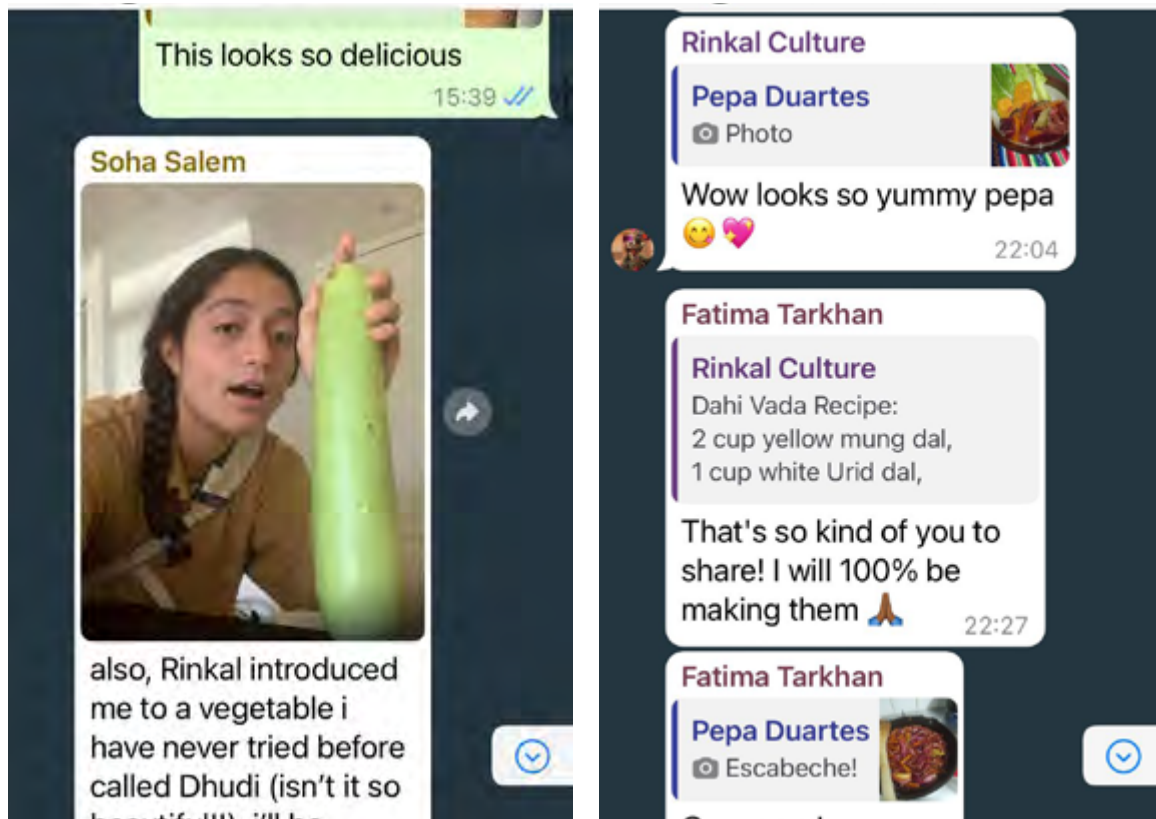 This looks so delicious
15:39
Soha Salem
also, Rinkal introduced
me to a vegetable i
have never tried before
called Dhudi (isn't it so
Rinkal Culture
Pepa Duartes
Photo
Wow looks so yummy pepa
😋💖
22:04
Fatima Tarkhan
Rinkal Culture
Dahi Vada Recipe:
2 cup yellow mung dal,
1 cup white Urid dal,
That's so kind of you to
share! I will 100% be
making them 🙏🏾
22:27
Fatima Tarkhan
Pepa Duartes
Escabeche!